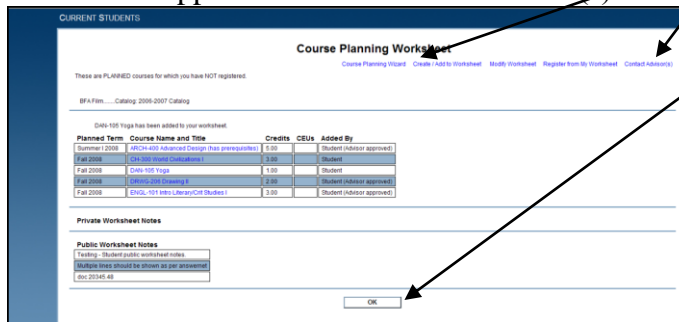 CURRENT STUDENTS
Course Planning Worksheet
Course Planning Wizard Create / Add to Worksheet Modify Worksheet Register from My Worksheet Contact Advisor(s)
These are PLANNED courses for which you have NOT registered.
BFA Film......Catalog: 2006-2007 Catalog
DAN-105 Yoga has been added to your worksheet.
Planned Term Course Name and Title Credits CEUs Added By
Summer I 2008 ARCH-400 Advanced Design (has prerequisites) 5.00 Student (Advisor approved)
Fall 2008 CH-300 World Civilizations I 3.00 Student
Fall 2008 DAN-105 Yoga 1.00 Student
Fall 2008 DRWG-206 Drawing II 2.00 Student (Advisor approved)
Fall 2008 ENGL-101 Intro Literary/Crit Studies I 3.00 Student (Advisor approved)
Private Worksheet Notes
Public Worksheet Notes
Testing - Student public worksheet notes
Multiple lines should be shown as per answernet
doc 20345.48
OK